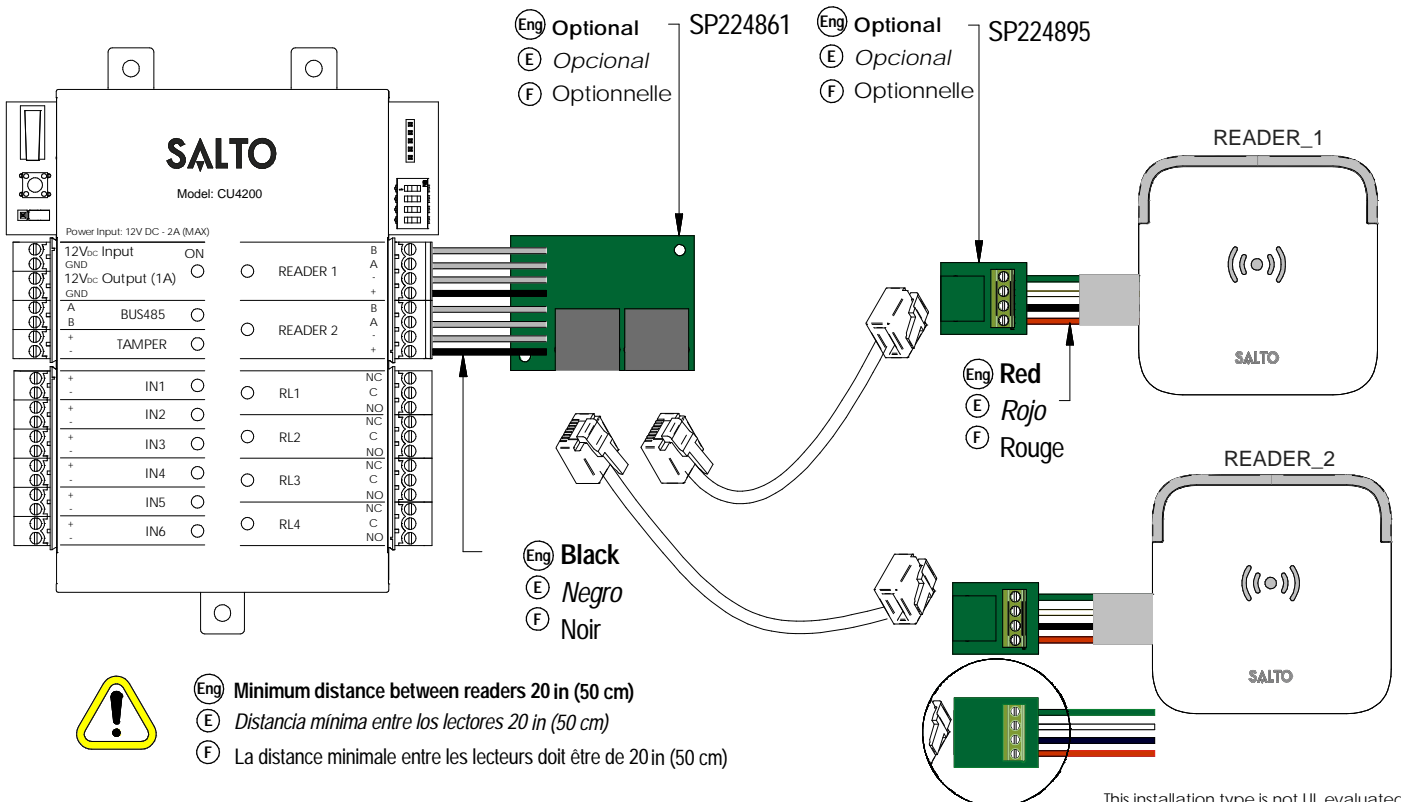 Eng Optional
E Opcional
F Optionnelle
SP224861
Eng Optional
E Opcional
F Optionnelle
SP224895
READER_1
SALTO
Model: CU4200
Power Input: 12V DC - 2A (MAX)
12VDC Input ON
GND
12VDC Output (1A)
GND
A
B
BUS485
+
-
TAMPER
+
-
IN1
+
-
IN2
+
-
IN3
+
-
IN4
+
-
IN5
+
-
IN6
READER 1
B
A
-
+
READER 2
B
A
-
+
RL1
NC
C
NO
RL2
NC
C
NO
RL3
NC
C
NO
RL4
NC
C
NO
SALTO
Eng Red
E Rojo
F Rouge
READER_2
SALTO
Eng Black
E Negro
F Noir
Eng Minimum distance between readers 20 in (50 cm)
E Distancia mínima entre los lectores 20 in (50 cm)
F La distance minimale entre les lecteurs doit être de 20 in (50 cm)
This installation type is not UL evaluated